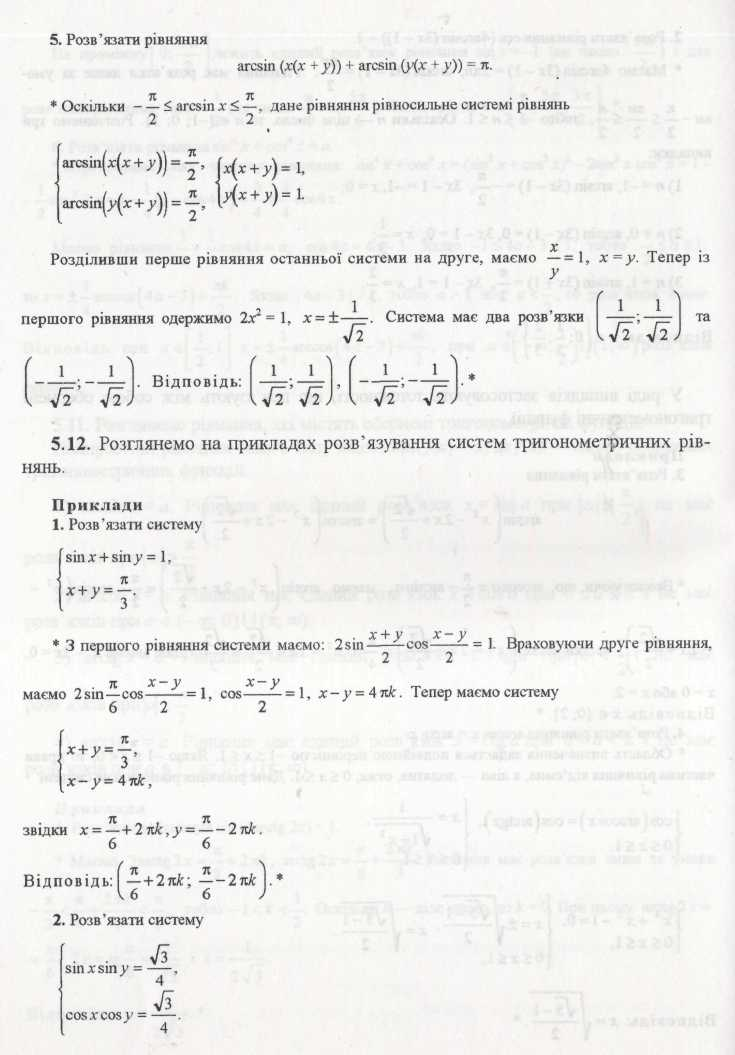 5. Розв'язати рівняння
arcsin (x(x + y)) + arcsin (y(x + y)) = π.
* Оскільки − π/2 ≤ arcsin x ≤ π/2, дане рівняння рівносильне системі рівнянь
{ arcsin(x(x + y)) = π/2, { x(x + y) = 1,
arcsin(y(x + y)) = π/2, y(x + y) = 1.
Розділивши перше рівняння останньої системи на друге, маємо x/y = 1, x = y. Тепер із
першого рівняння одержимо 2x² = 1, x = ± 1/√2. Система має два розв'язки (1/√2; 1/√2) та
(−1/√2; −1/√2). Відповідь: (1/√2; 1/√2), (−1/√2; −1/√2).*
5.12. Розглянемо на прикладах розв'язування систем тригонометричних рів-
нянь.
Приклади
1. Розв'язати систему
{ sin x + sin y = 1,
x + y = π/3.
* З першого рівняння системи маємо: 2 sin (x + y)/2 cos (x − y)/2 = 1. Враховуючи друге рівняння,
маємо 2 sin π/6 cos (x − y)/2 = 1, cos (x − y)/2 = 1, x − y = 4πk. Тепер маємо систему
{ x + y = π/3,
x − y = 4πk,
звідки x = π/6 + 2πk, y = π/6 − 2πk.
Відповідь: (π/6 + 2πk; π/6 − 2πk).*
2. Розв'язати систему
{ sin x sin y = √3/4,
cos x cos y = √3/4.